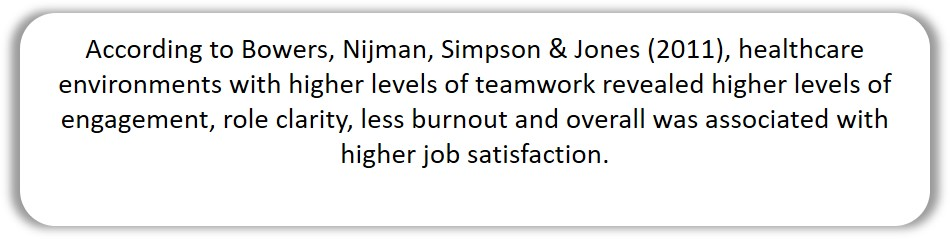 According to Bowers, Nijman, Simpson & Jones (2011), healthcare
environments with higher levels of teamwork revealed higher levels of
engagement, role clarity, less burnout and overall was associated with
higher job satisfaction.